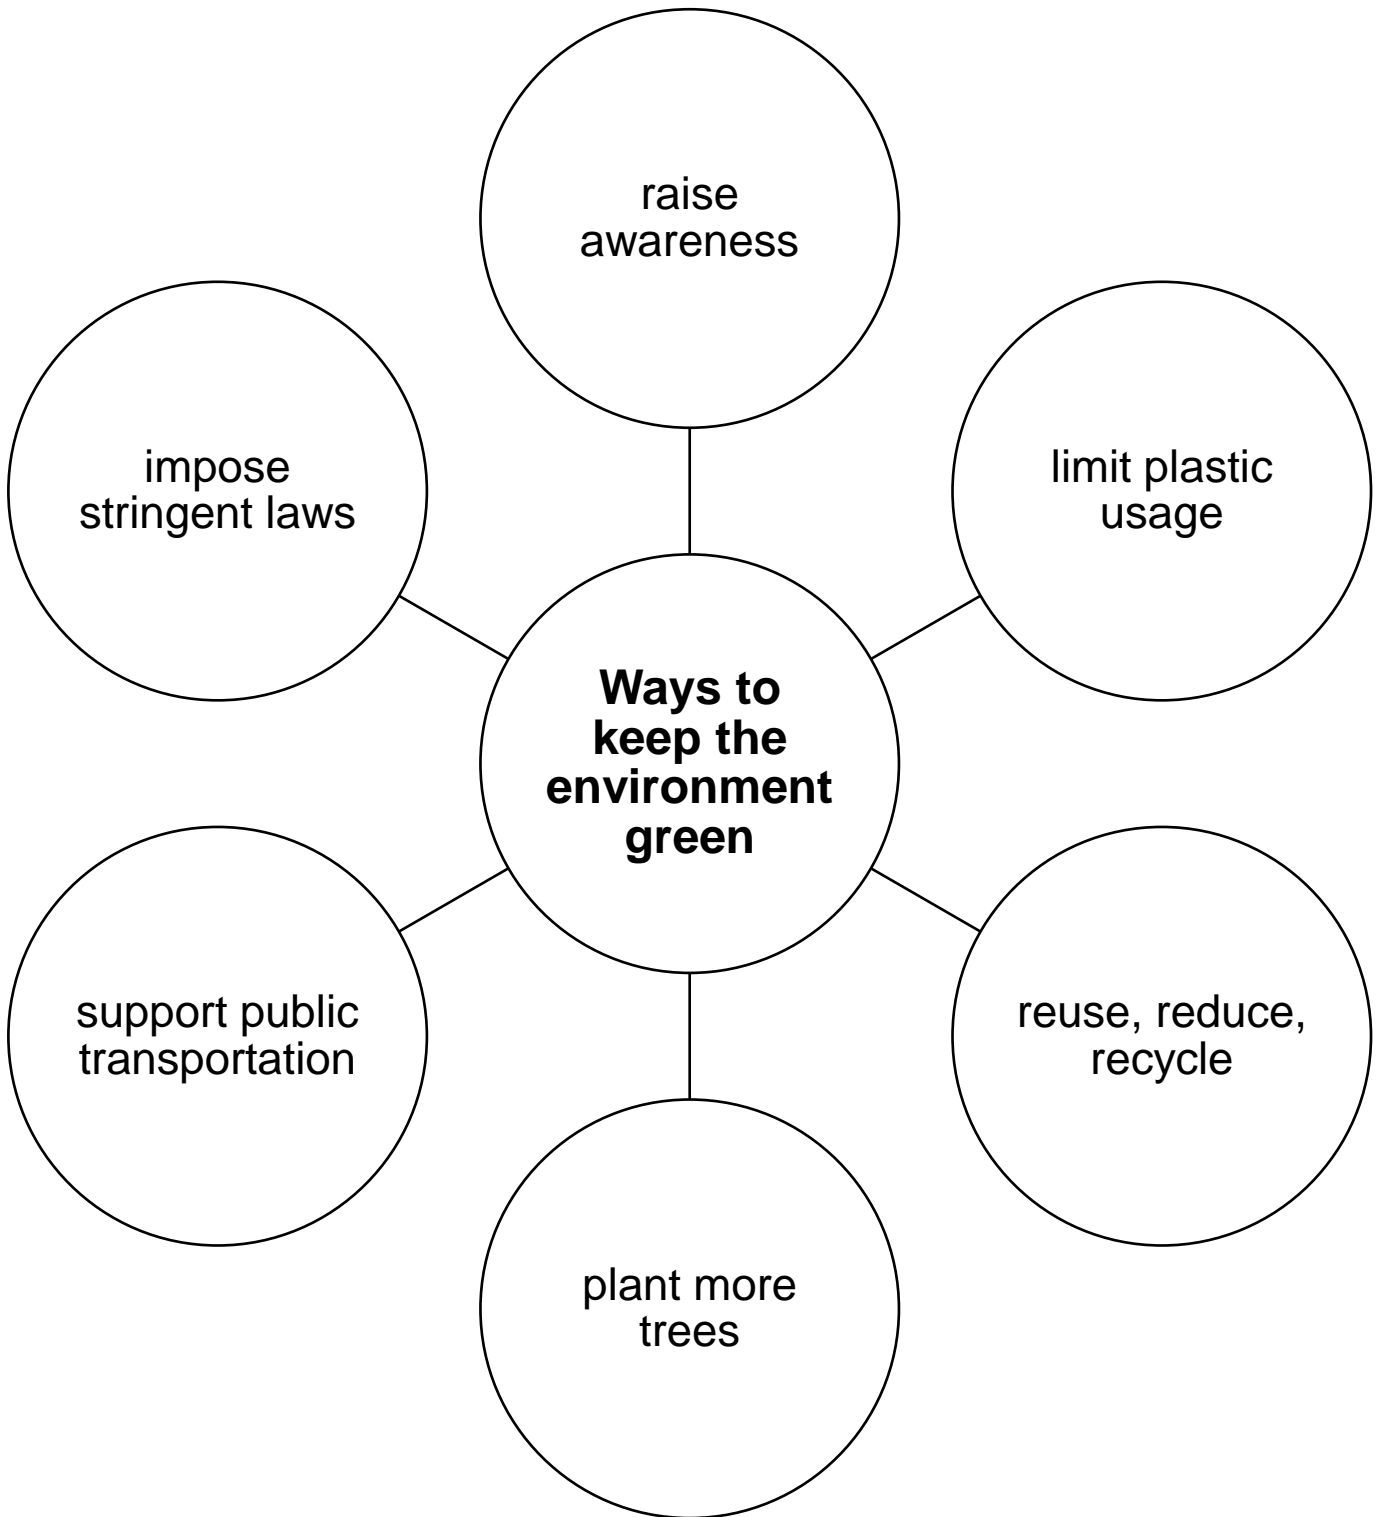 raise
awareness
impose
stringent laws
limit plastic
usage
Ways to
keep the
environment
green
support public
transportation
reuse, reduce,
recycle
plant more
trees